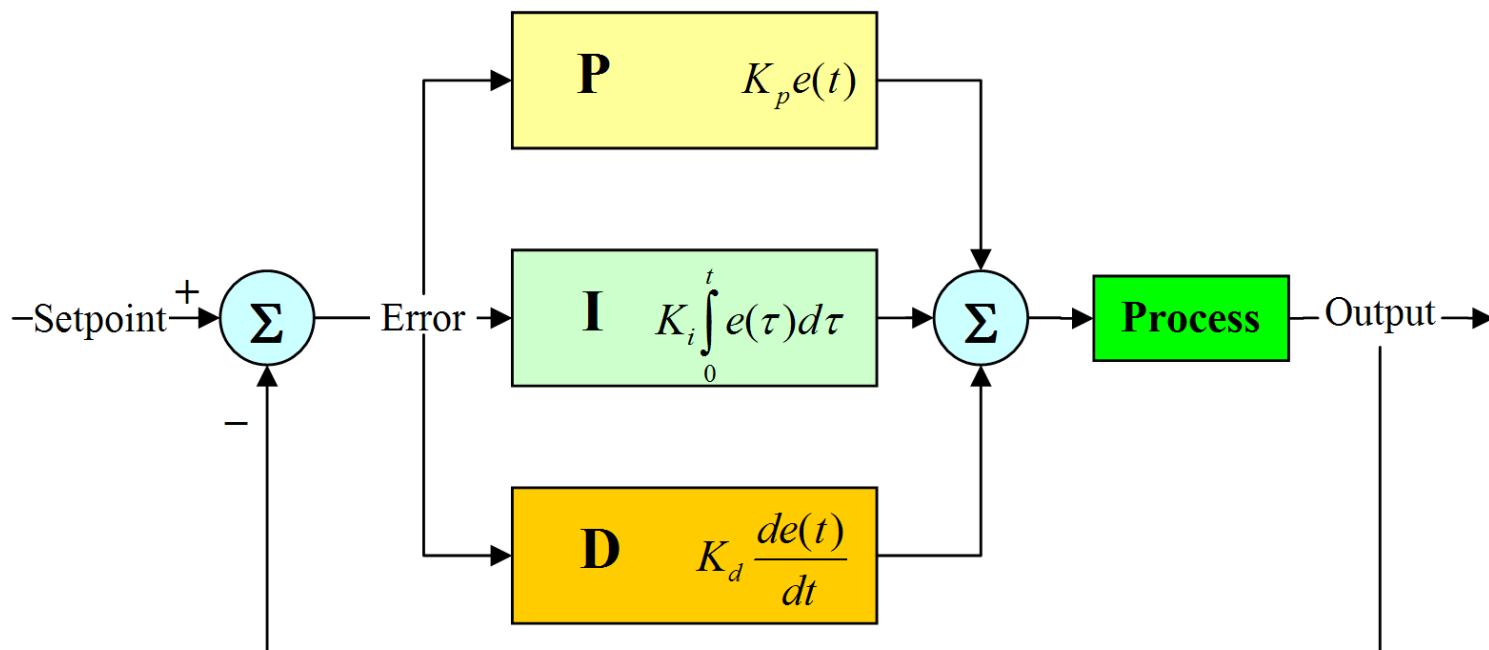 P K_p e(t)
−Setpoint + Σ Error I K_i ∫_0^t e(τ)dτ Σ Process Output
−
D K_d de(t)/dt